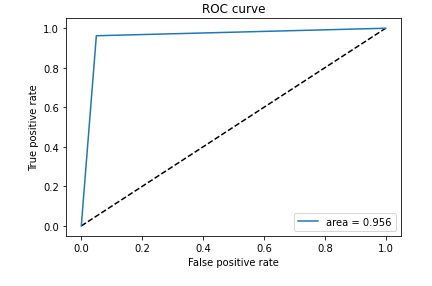 ROC curve
True positive rate
1.0
0.8
0.6
0.4
0.2
0.0
area = 0.956
0.0 0.2 0.4 0.6 0.8 1.0
False positive rate